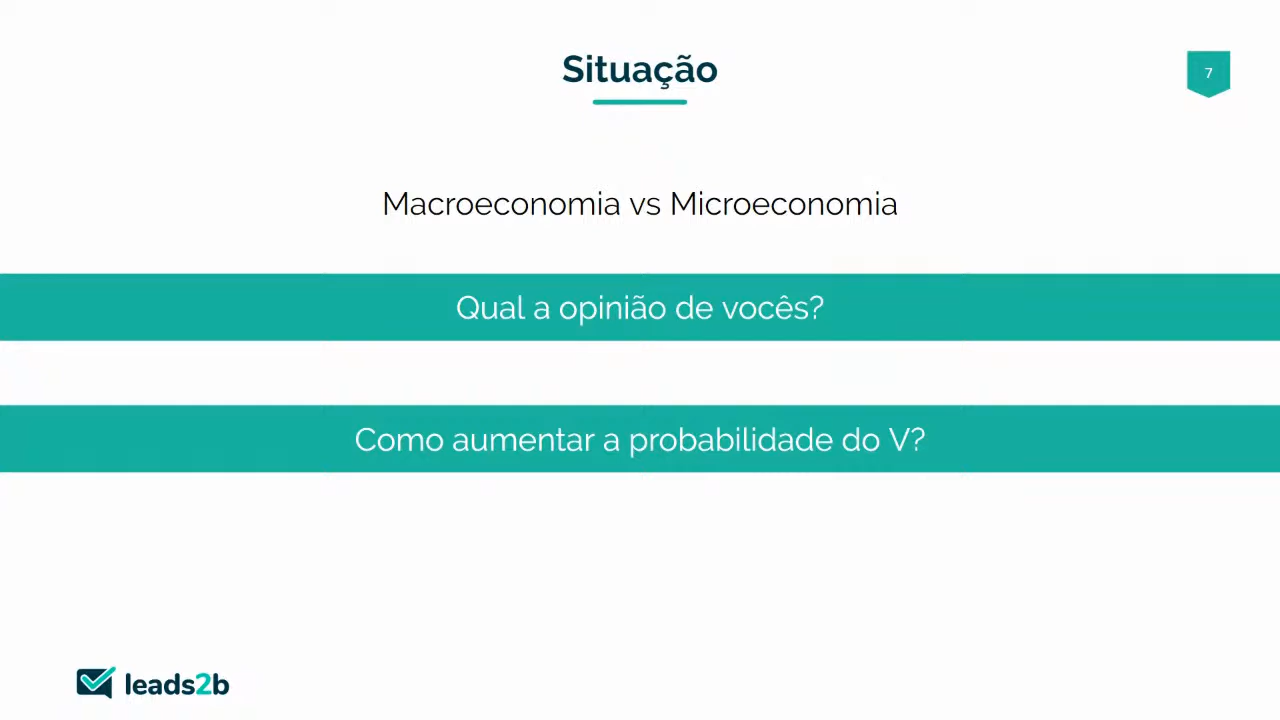 Situação
7
Macroeconomia vs Microeconomia
Qual a opinião de vocês?
Como aumentar a probabilidade do V?
leads2b